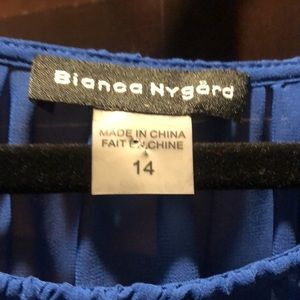 Bianca Nygård
MADE IN CHINA
FAIT EN CHINE
14